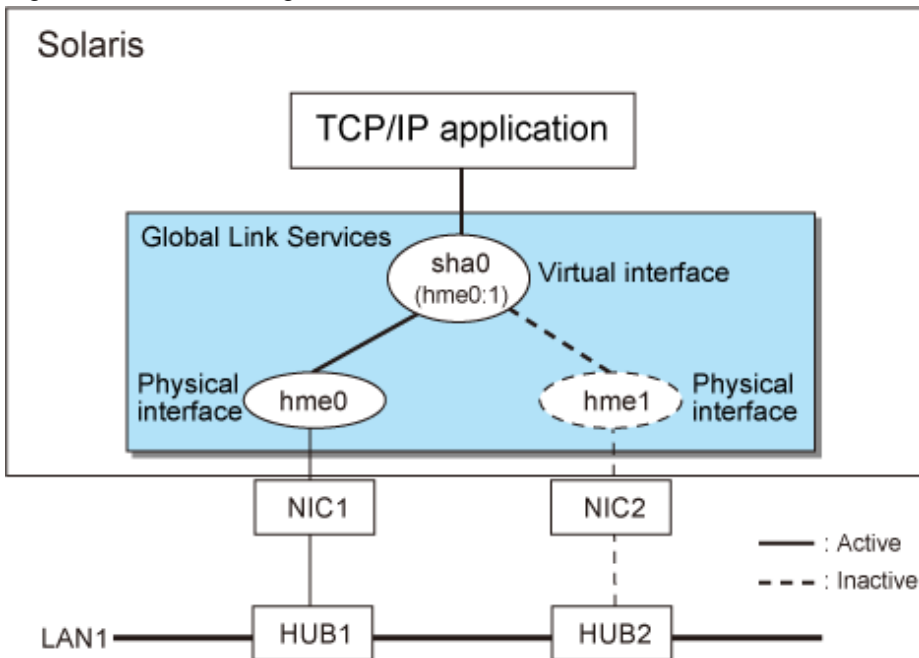 Solaris
TCP/IP application
Global Link Services
sha0
(hme0:1)
Virtual interface
Physical
interface
hme0
hme1
Physical
interface
NIC1
NIC2
: Active
: Inactive
LAN1
HUB1
HUB2